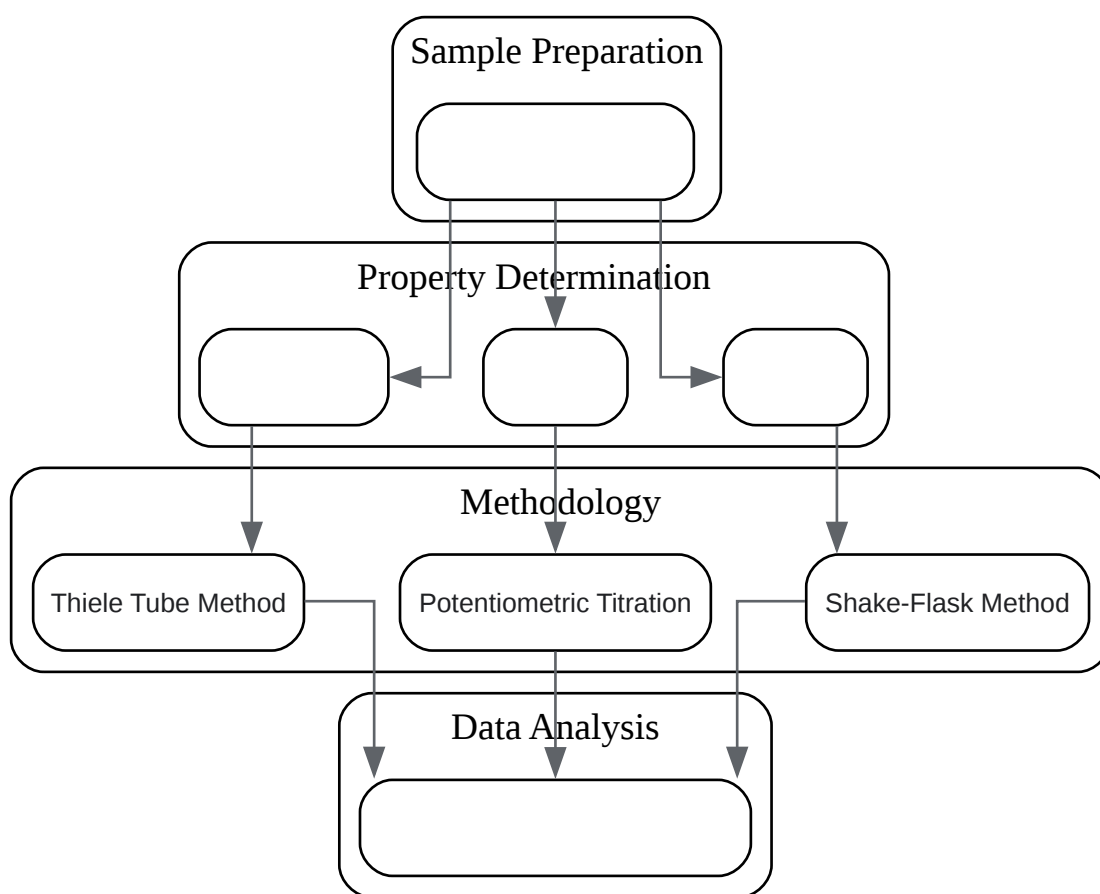 Sample Preparation
Property Determination
Methodology
Thiele Tube Method
Potentiometric Titration
Shake-Flask Method
Data Analysis